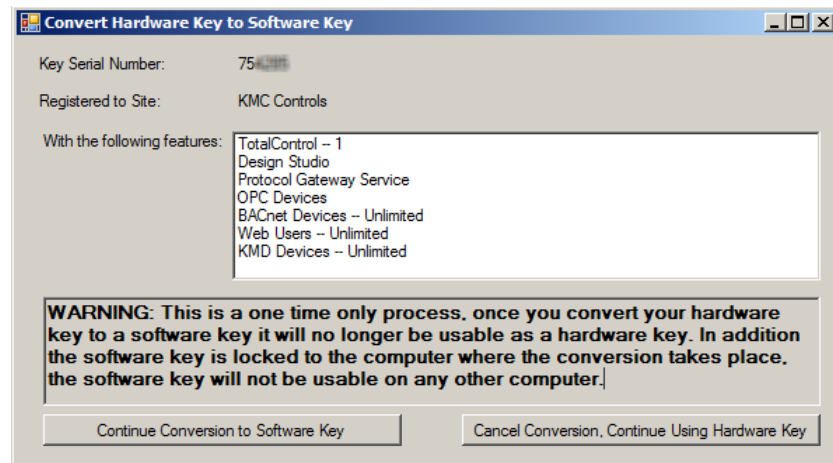 Convert Hardware Key to Software Key
Key Serial Number: 75
Registered to Site: KMC Controls
With the following features:
TotalControl -- 1
Design Studio
Protocol Gateway Service
OPC Devices
BACnet Devices -- Unlimited
Web Users -- Unlimited
KMD Devices -- Unlimited
WARNING: This is a one time only process, once you convert your hardware
key to a software key it will no longer be usable as a hardware key. In addition
the software key is locked to the computer where the conversion takes place,
the software key will not be usable on any other computer.
Continue Conversion to Software Key
Cancel Conversion, Continue Using Hardware Key